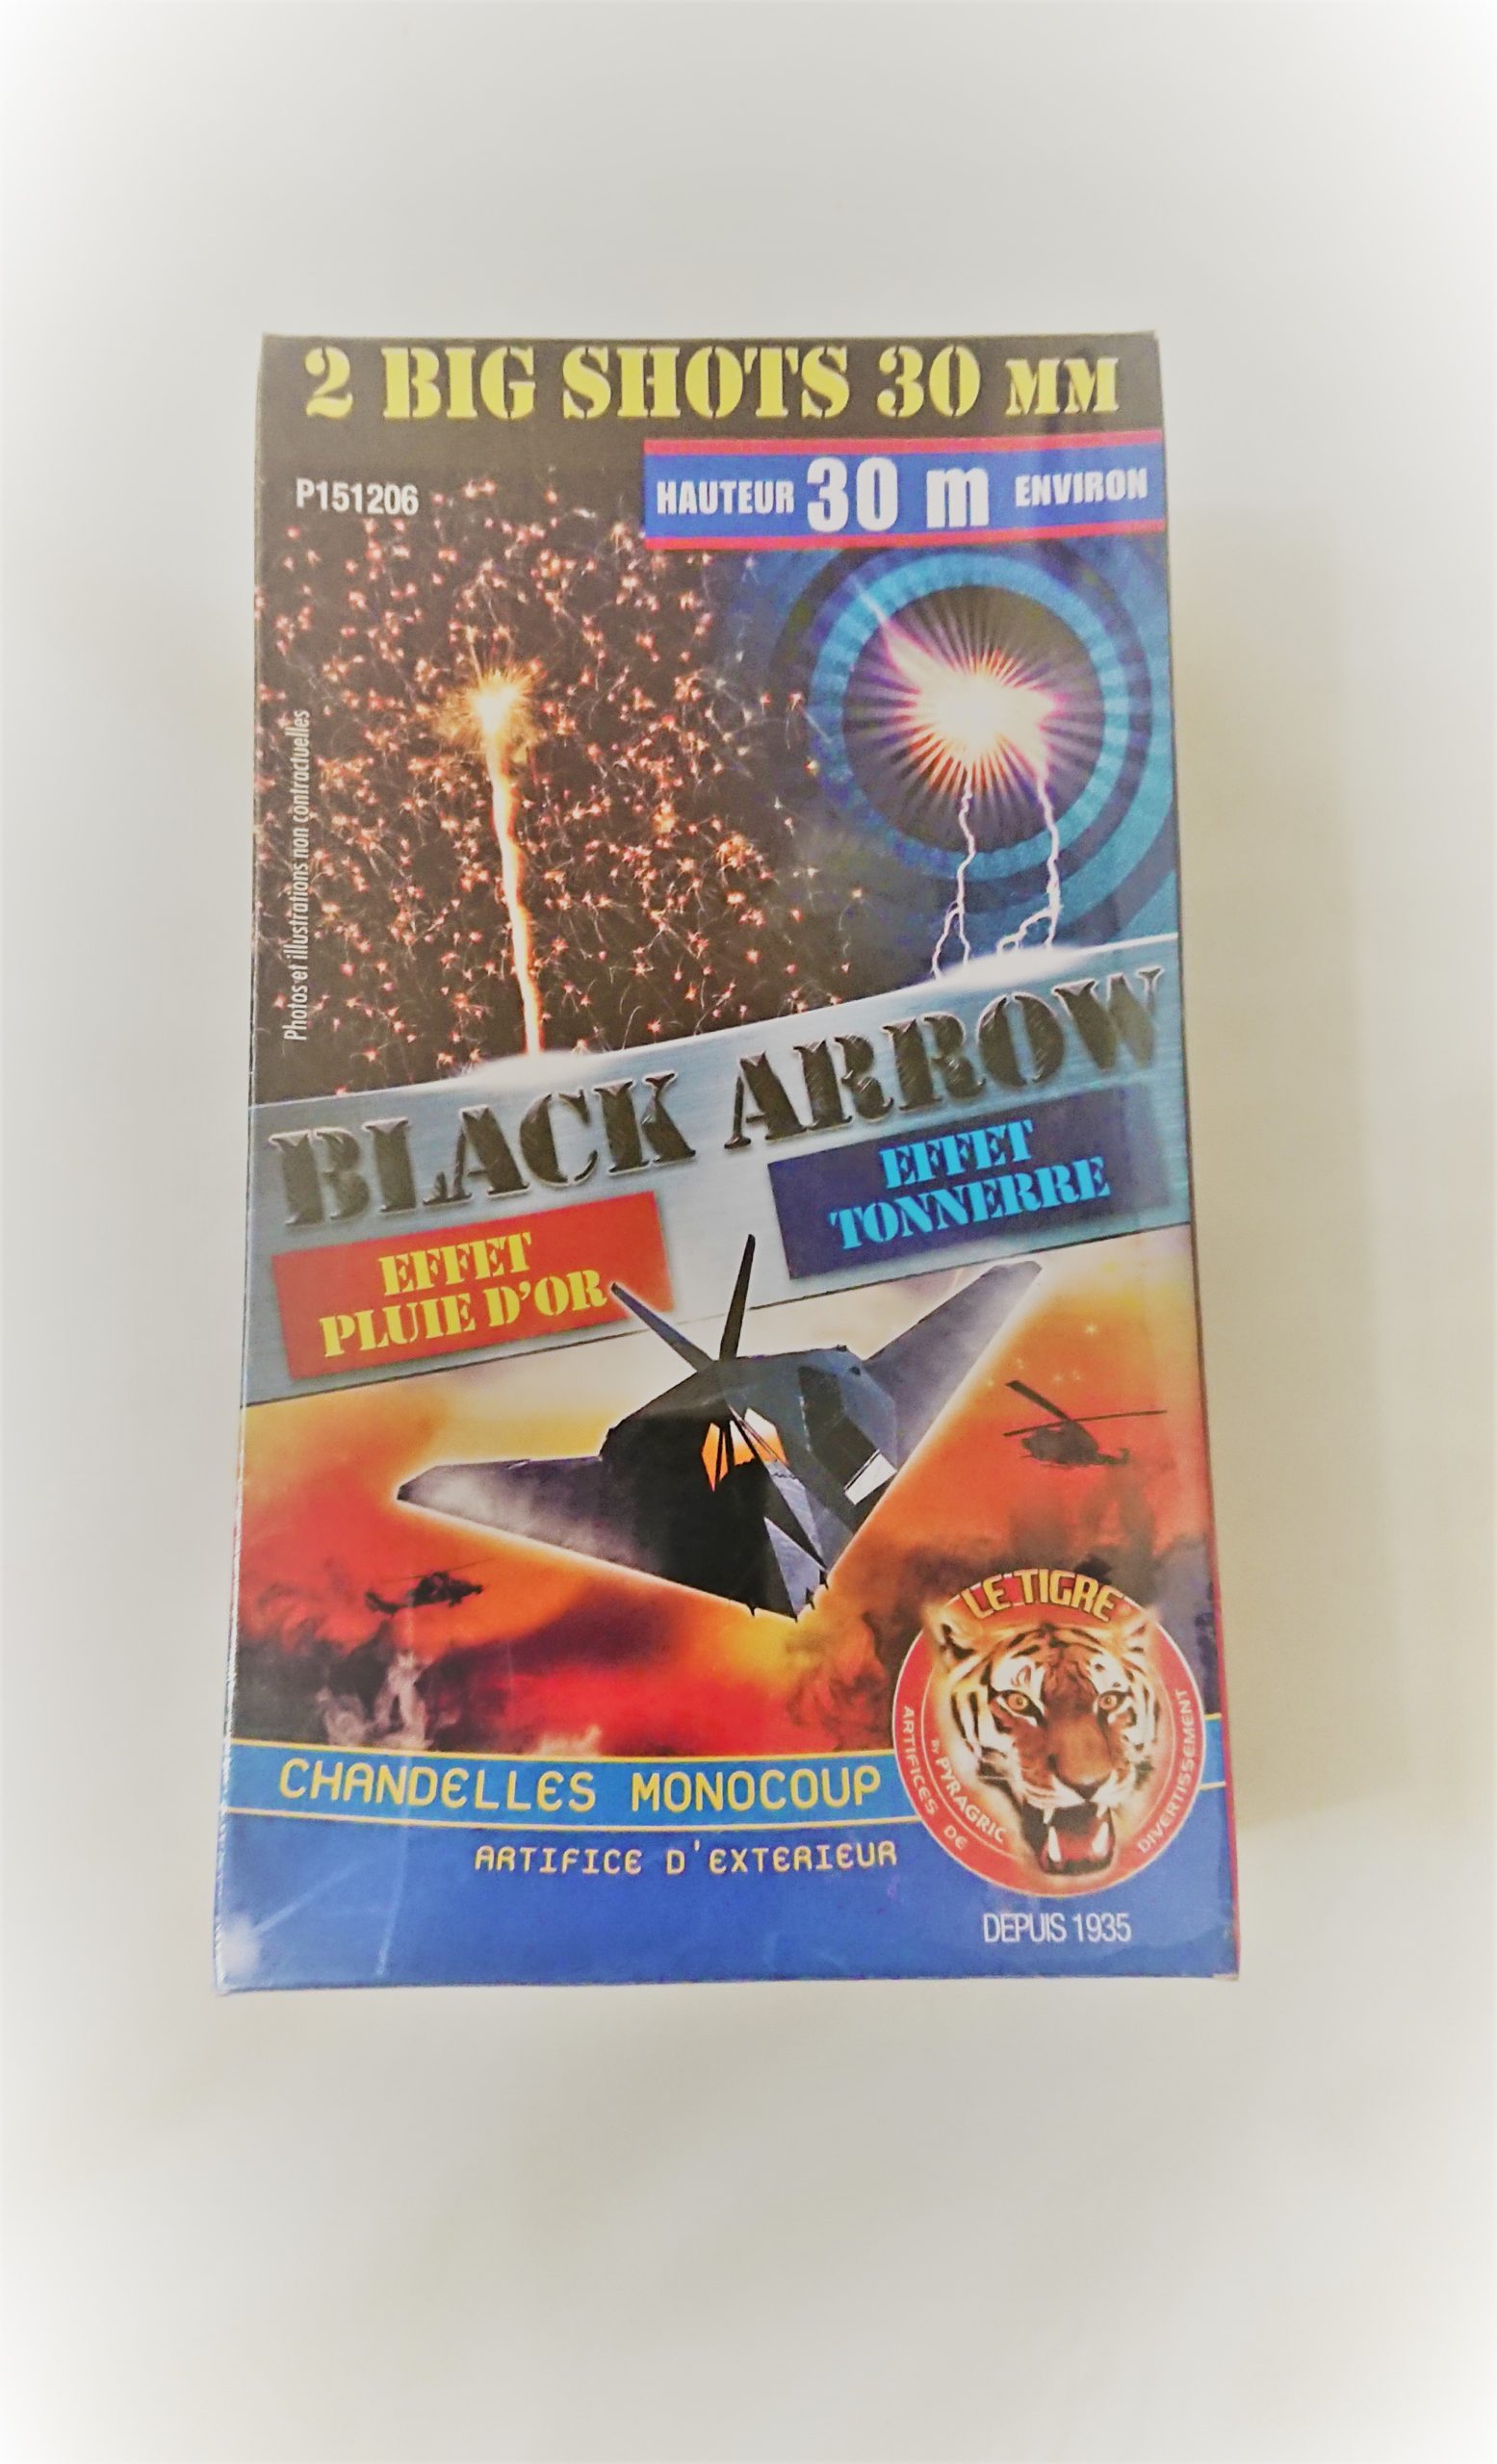 2 BIG SHOTS 30 MM
HAUTEUR 30 m ENVIRON
P151206
Photos et illustrations non contractuelles
BLACK ARROW
EFFET
TONNERRE
EFFET
PLUIE D'OR
LE TIGRE
ARTIFICES DE DIVERTISSEMENT
BY PYRAGRIC
CHANDELLES MONOCOUP
ARTIFICE D'EXTERIEUR
DEPUIS 1935